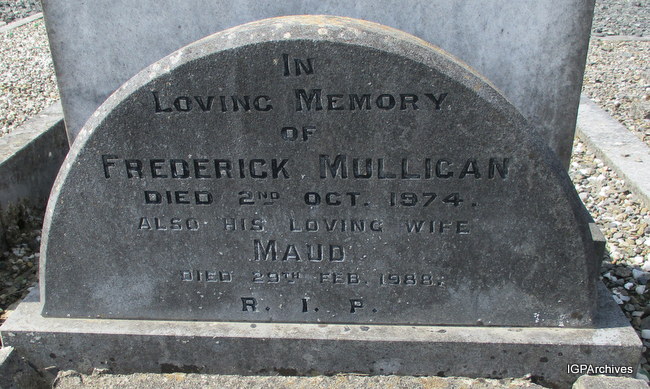 IN
LOVING MEMORY
OF
FREDERICK MULLIGAN
DIED 2ND OCT. 1974.
ALSO HIS LOVING WIFE
MAUD
DIED 29TH FEB. 1988.
R. I. P.
IGPArchives